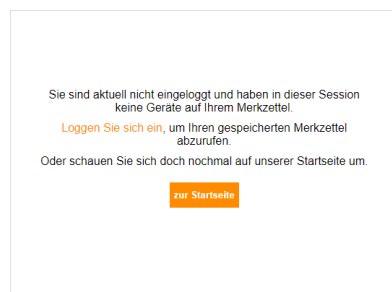 Sie sind aktuell nicht eingeloggt und haben in dieser Session
keine Geräte auf Ihrem Merkzettel.
Loggen Sie sich ein, um Ihren gespeicherten Merkzettel
abzurufen.
Oder schauen Sie sich doch nochmal auf unserer Startseite um.
zur Startseite